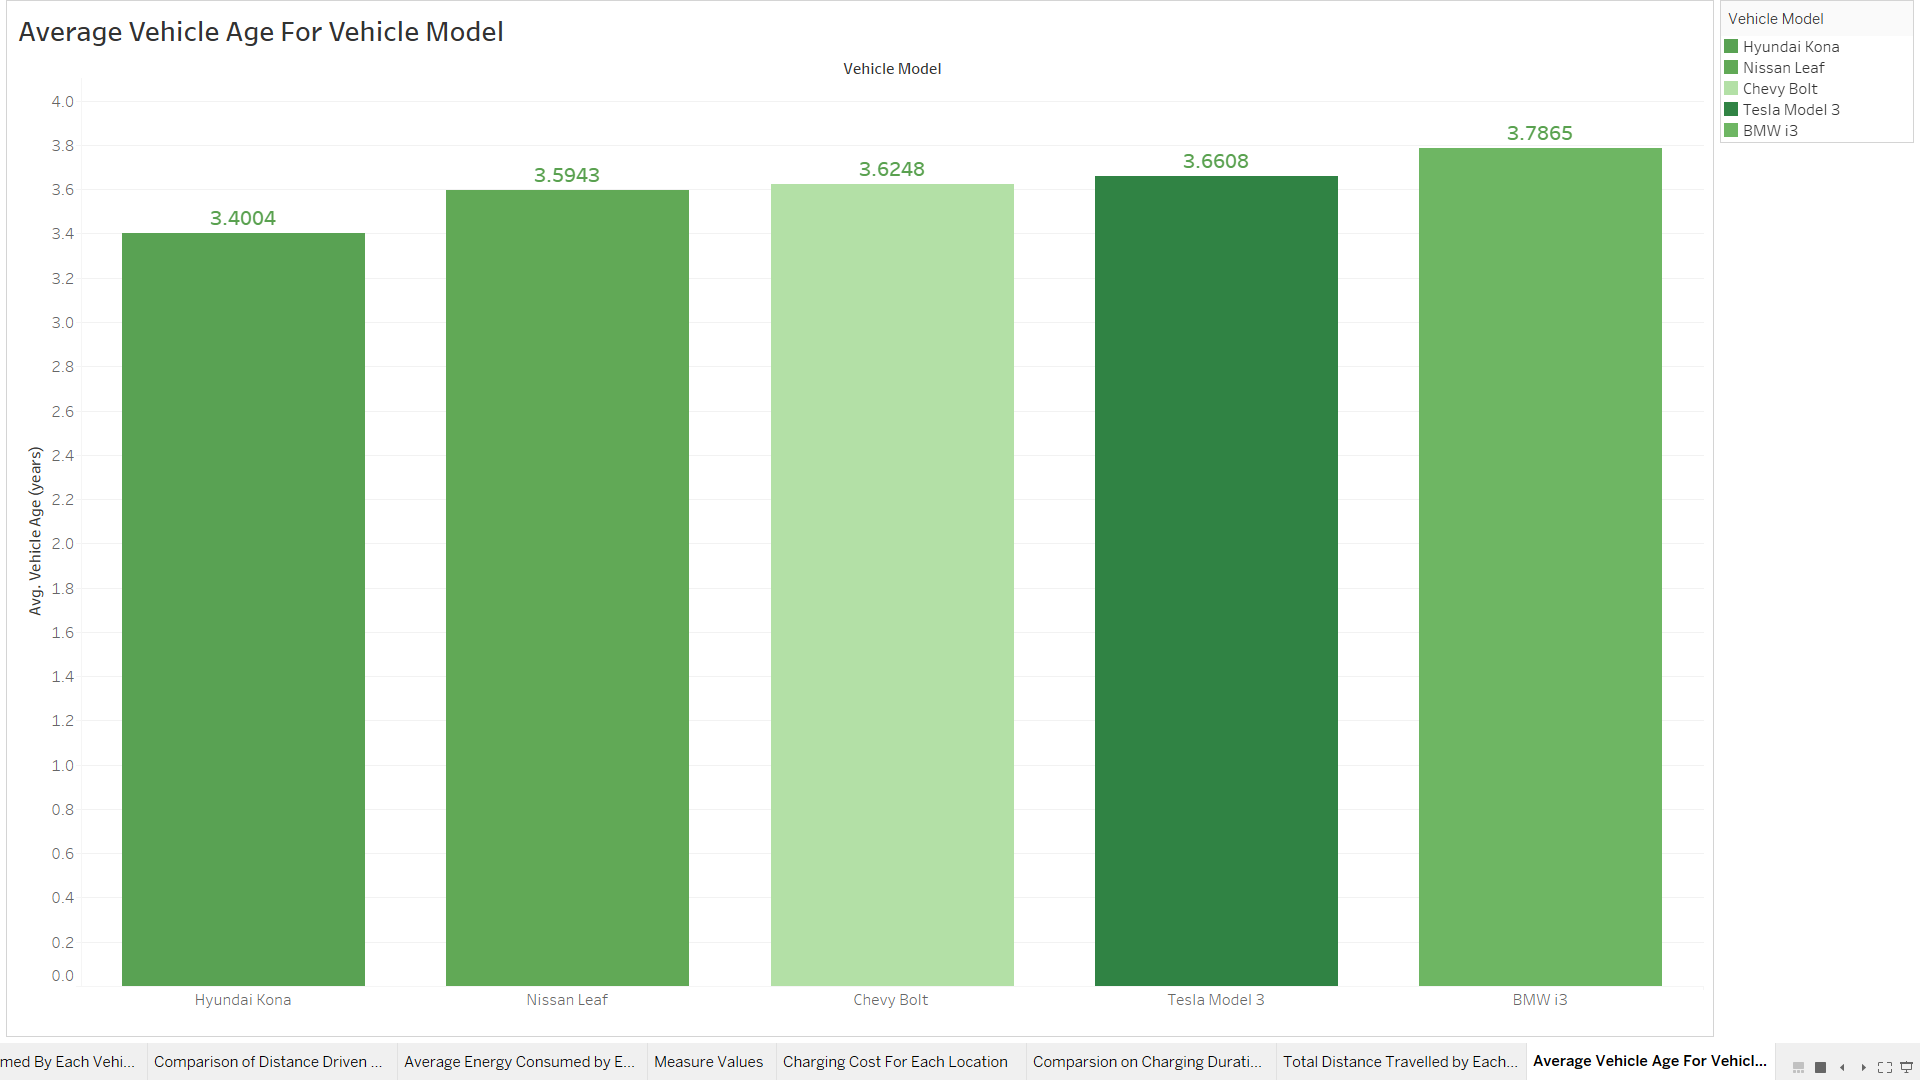 Average Vehicle Age For Vehicle Model
Vehicle Model
4.0
3.8
3.6
3.4
3.2
3.0
2.8
2.6
2.4
2.2
2.0
1.8
1.6
1.4
1.2
1.0
0.8
0.6
0.4
0.2
0.0
Avg. Vehicle Age (years)
3.4004
3.5943
3.6248
3.6608
3.7865
Hyundai Kona
Nissan Leaf
Chevy Bolt
Tesla Model 3
BMW i3
Vehicle Model
Hyundai Kona
Nissan Leaf
Chevy Bolt
Tesla Model 3
BMW i3
med By Each Vehi...
Comparison of Distance Driven ...
Average Energy Consumed by E...
Measure Values
Charging Cost For Each Location
Comparsion on Charging Durati...
Total Distance Travelled by Each...
Average Vehicle Age For Vehicl...